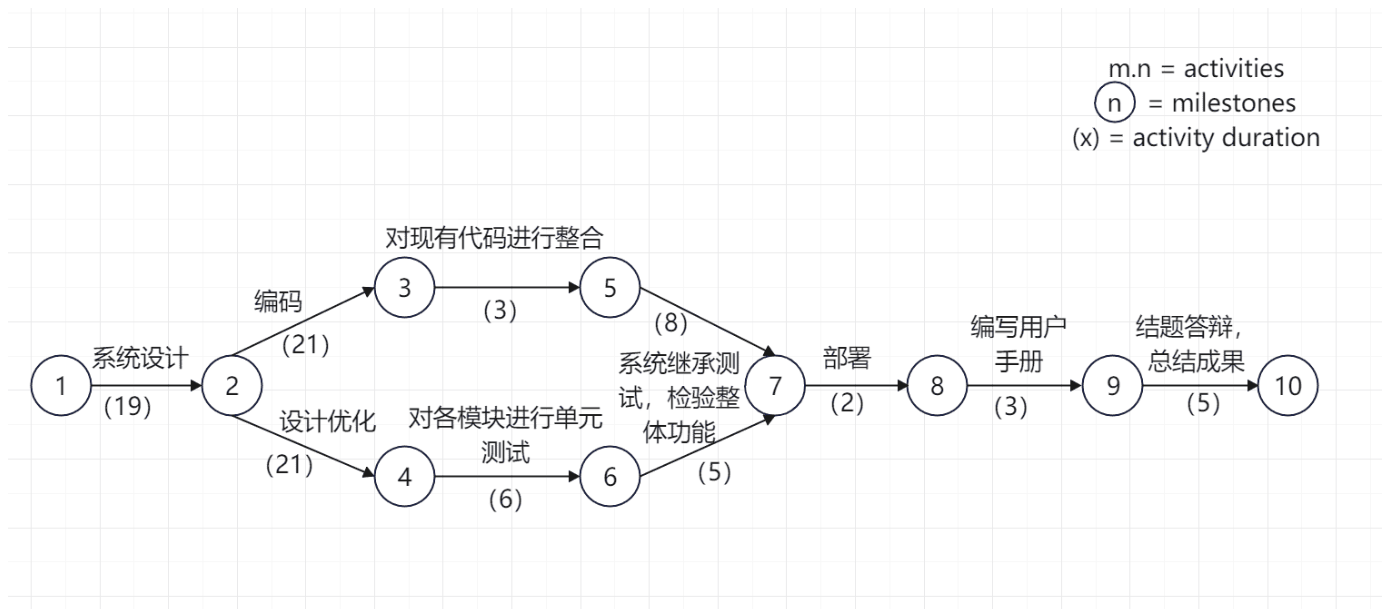 m.n = activities
n = milestones
(x) = activity duration
对现有代码进行整合
3
5
(3)
编码
(21)
(8)
系统设计
1
2
(19)
设计优化
(21)
对各模块进行单元
测试
4
6
(6)
系统继承测
试，检验整
体功能
(5)
7
部署
(2)
8
编写用户
手册
(3)
9
结题答辩，
总结成果
(5)
10